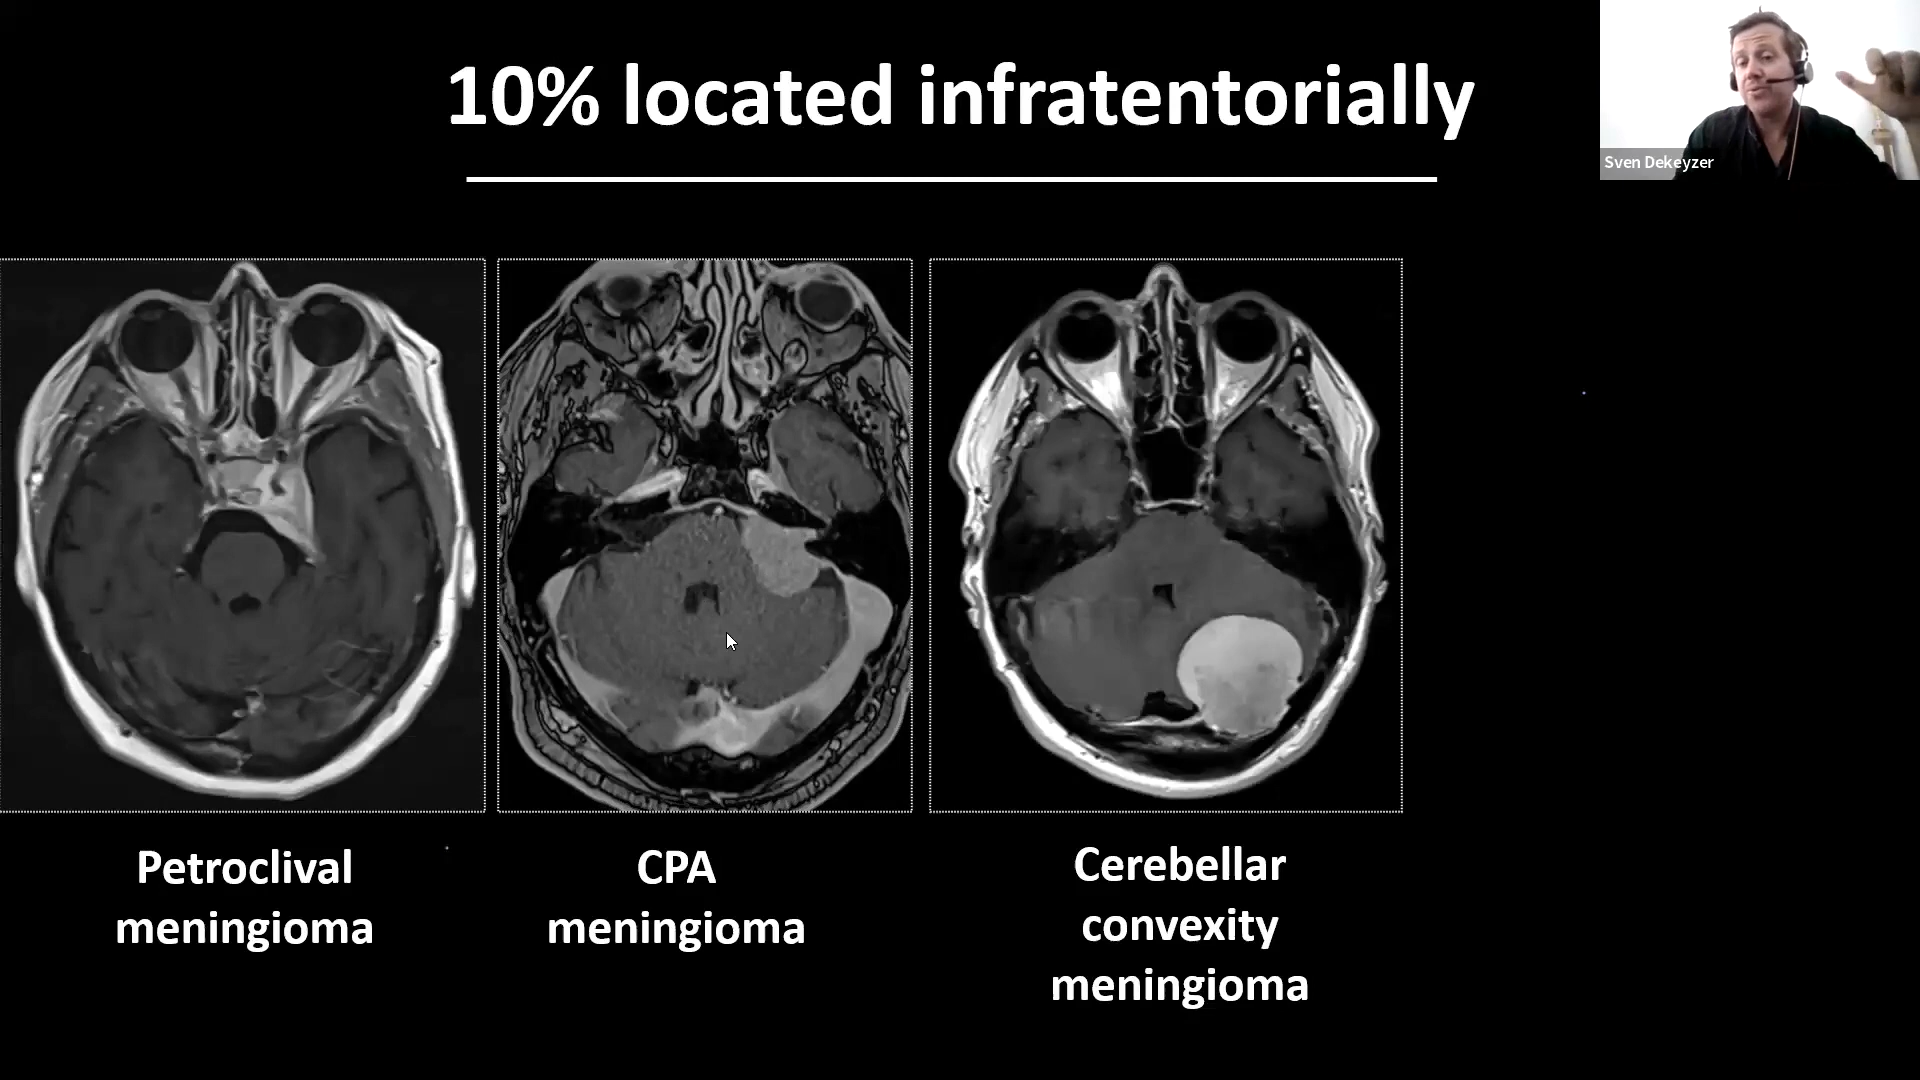 10% located infratentorially
Sven Dekeyzer
Petroclival
meningioma
CPA
meningioma
Cerebellar
convexity
meningioma